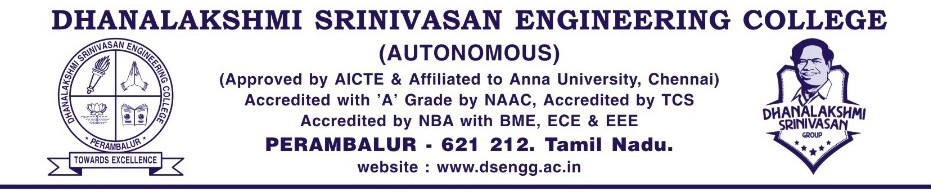 DHANALAKSHMI SRINIVASAN ENGINEERING COLLEGE
(AUTONOMOUS)
(Approved by AICTE & Affiliated to Anna University, Chennai)
Accredited with 'A' Grade by NAAC, Accredited by TCS
Accredited by NBA with BME, ECE & EEE
PERAMBALUR - 621 212. Tamil Nadu.
website : www.dsengg.ac.in
DHANALAKSHMI SRINIVASAN ENGINEERING COLLEGE
• PERAMBALUR •
TOWARDS EXCELLENCE
DHANALAKSHMI
SRINIVASAN
GROUP